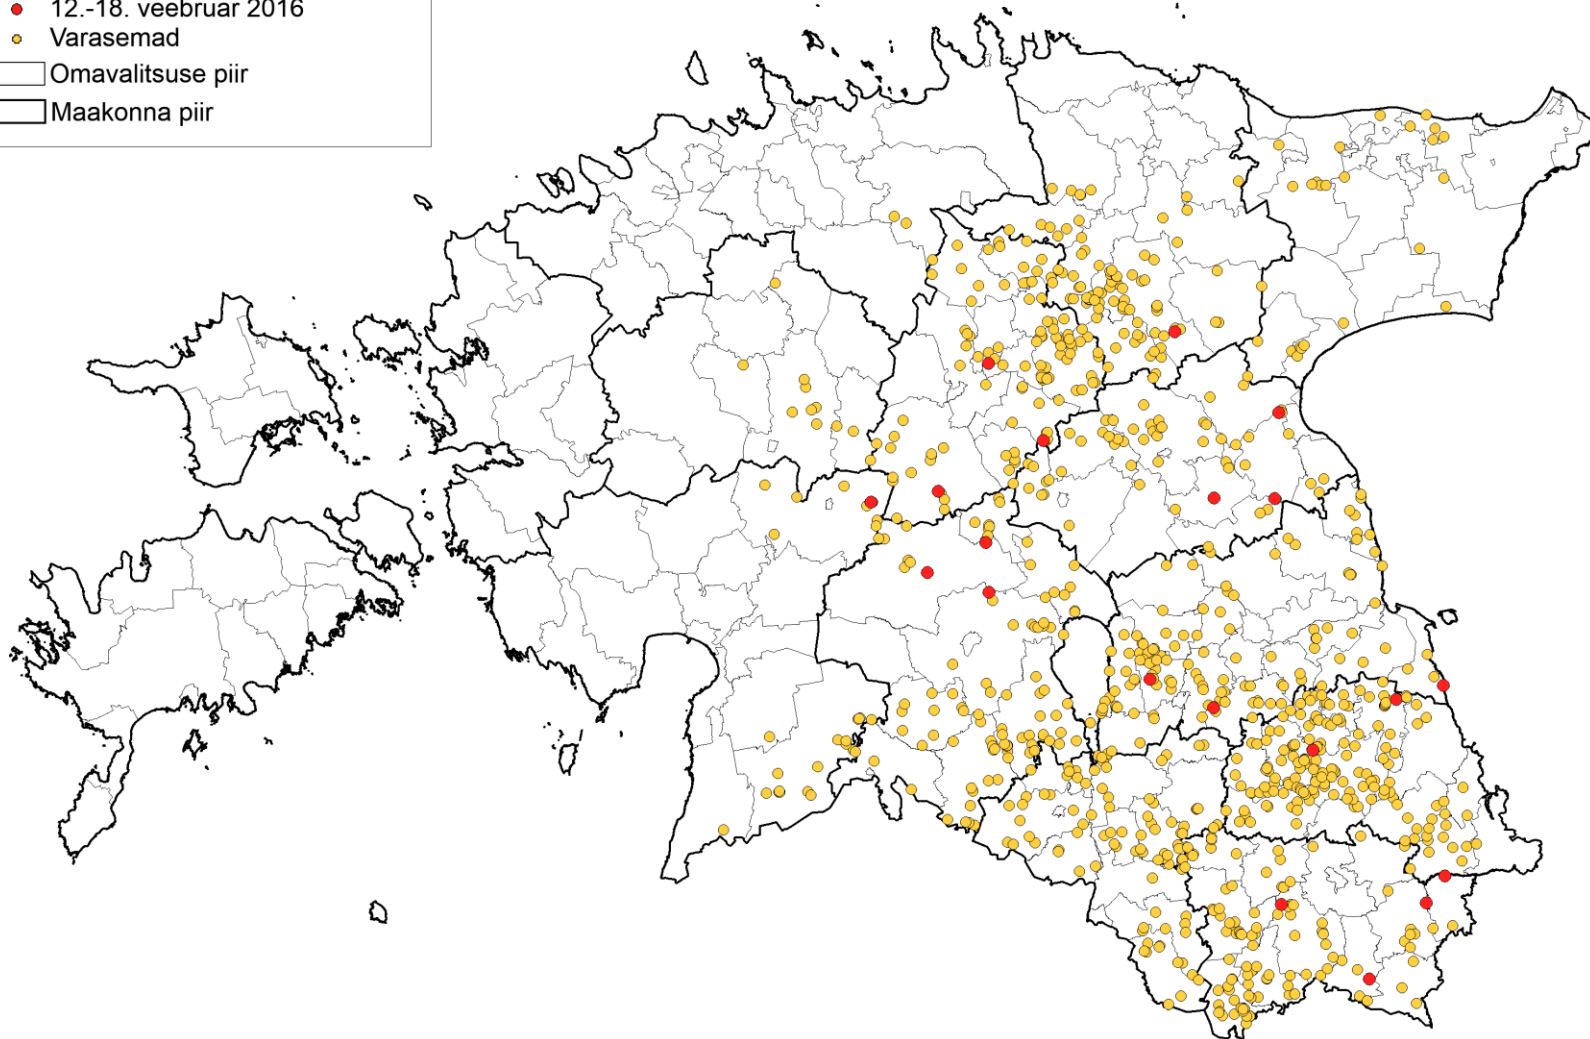 12.-18. veebruar 2016
Varasemad
Omavalitsuse piir
Maakonna piir